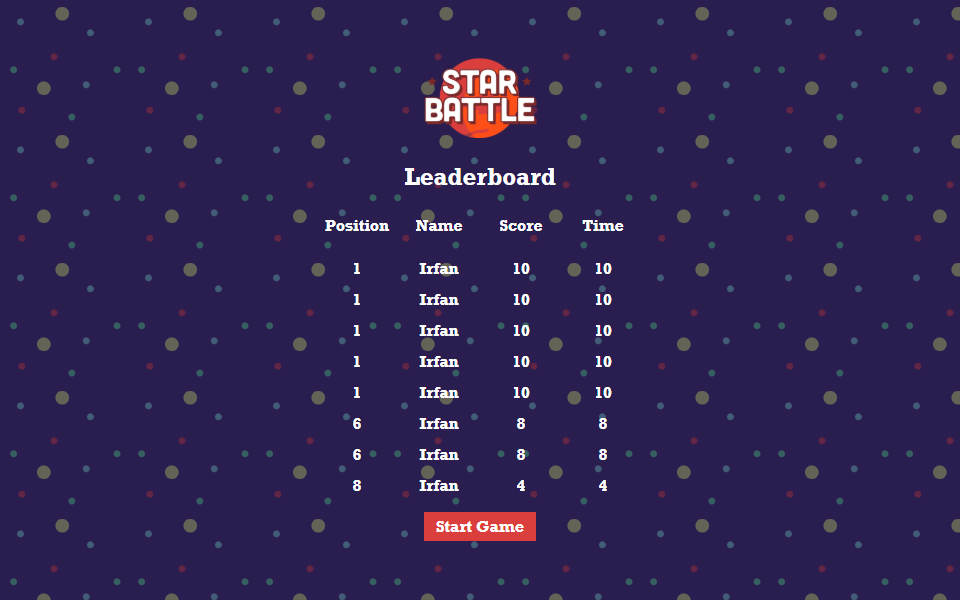 STAR
BATTLE
Leaderboard
Position Name Score Time
1 Irfan 10 10
1 Irfan 10 10
1 Irfan 10 10
1 Irfan 10 10
1 Irfan 10 10
6 Irfan 8 8
6 Irfan 8 8
8 Irfan 4 4
Start Game